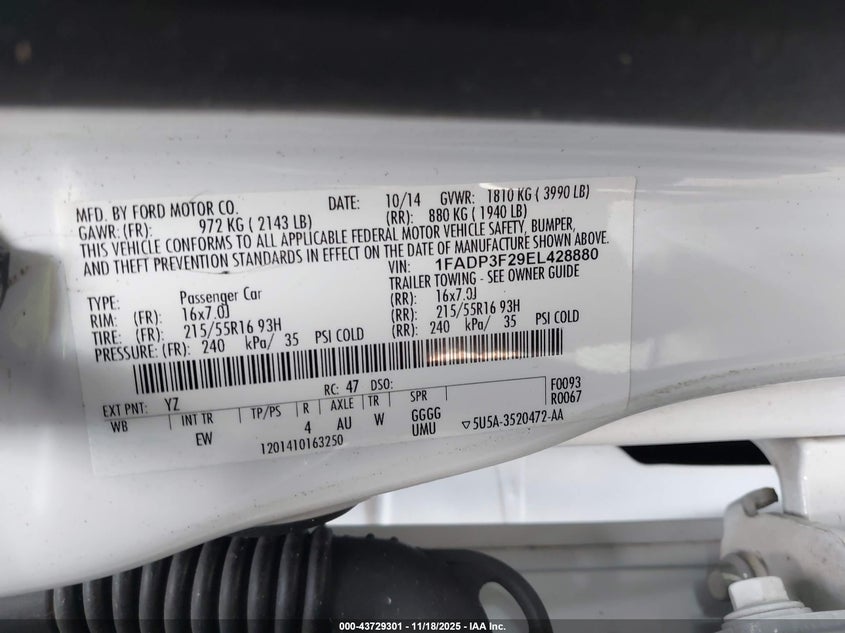 MFD. BY FORD MOTOR CO. DATE: 10/14 GVWR: 1810 KG ( 3990 LB)
GAWR: (FR): 972 KG ( 2143 LB) (RR): 880 KG ( 1940 LB)
THIS VEHICLE CONFORMS TO ALL APPLICABLE FEDERAL MOTOR VEHICLE SAFETY, BUMPER,
AND THEFT PREVENTION STANDARDS IN EFFECT ON THE DATE OF MANUFACTURE SHOWN ABOVE.
VIN: 1FADP3F29EL428880
TYPE: Passenger Car TRAILER TOWING - SEE OWNER GUIDE
RIM: (FR): 16x7.0J (RR): 16x7.0J
TIRE: (FR): 215/55R16 93H (RR): 215/55R16 93H
PRESSURE: (FR): 240 kPa/ 35 PSI COLD (RR): 240 kPa/ 35 PSI COLD
EXT PNT: YZ RC: 47 DSO: F0093
WB INT TR TP/PS R AXLE TR SPR R0067
EW 4 AU W GGGG
UMU ▽5U5A-3520472-AA
1201410163250
000-43729301 - 11/18/2025 - IAA Inc.